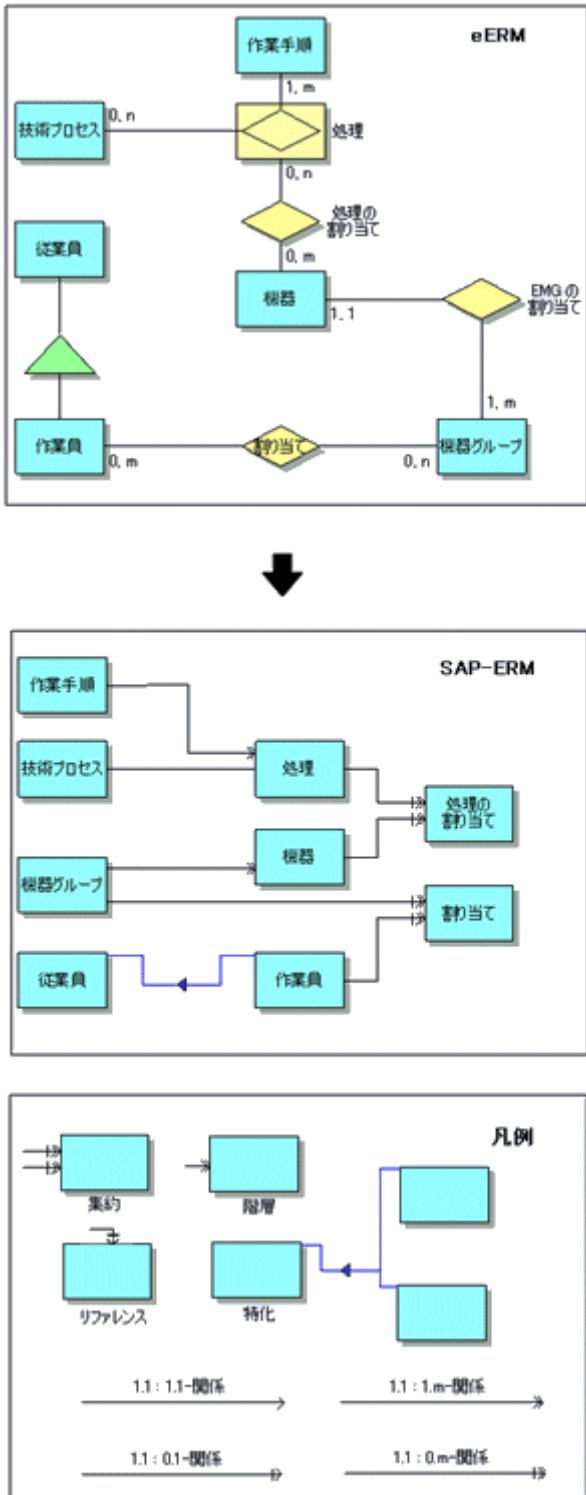 eERM
作業手順
1, m
0, n
技術プロセス
処理
0, n
処理の
割り当て
従業員
0, m
機器
1, 1
EMGの
割り当て
1, m
作業員
0, m
割り当て
0, n
機器グループ
SAP-ERM
作業手順
技術プロセス
処理
処理の
割り当て
機器
機器グループ
割り当て
従業員
作業員
凡例
集約
階層
リファレンス
特化
1.1 : 1.1-関係
1.1 : 1.m-関係
1.1 : 0.1-関係
1.1 : 0.m-関係